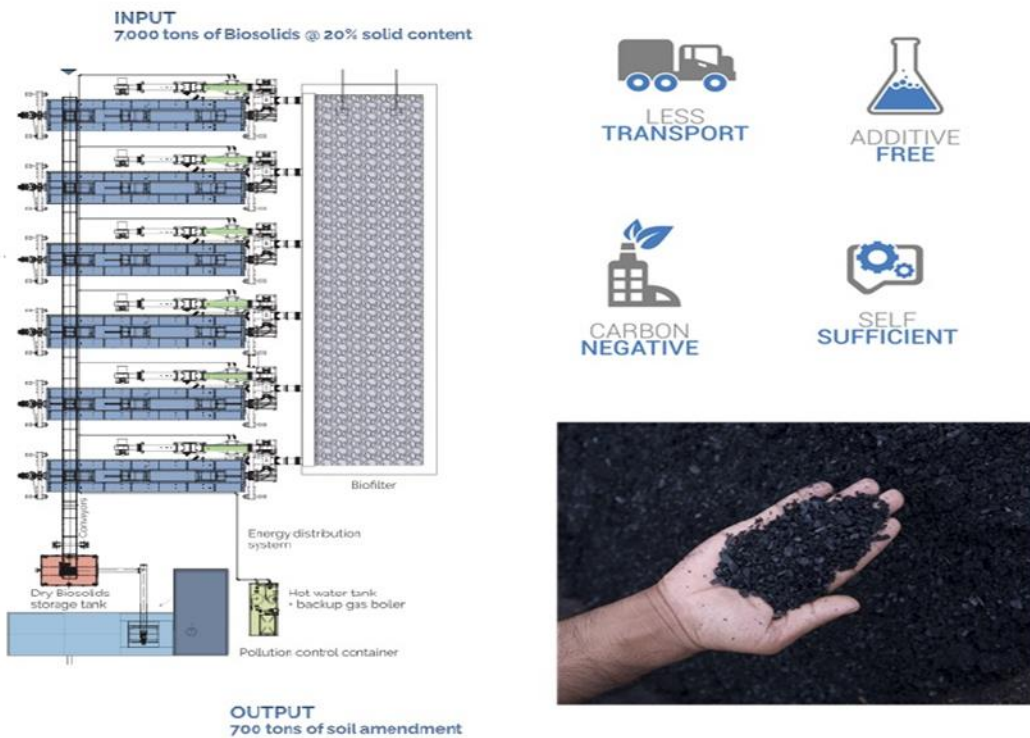 INPUT
7,000 tons of Biosolids @ 20% solid content
LESS
TRANSPORT
ADDITIVE
FREE
CARBON
NEGATIVE
SELF
SUFFICIENT
Biofilter
Conveyors
Energy distribution
system
Dry Biosolids
storage tank
Hot water tank
+ backup gas boiler
Pollution control container
OUTPUT
700 tons of soil amendment